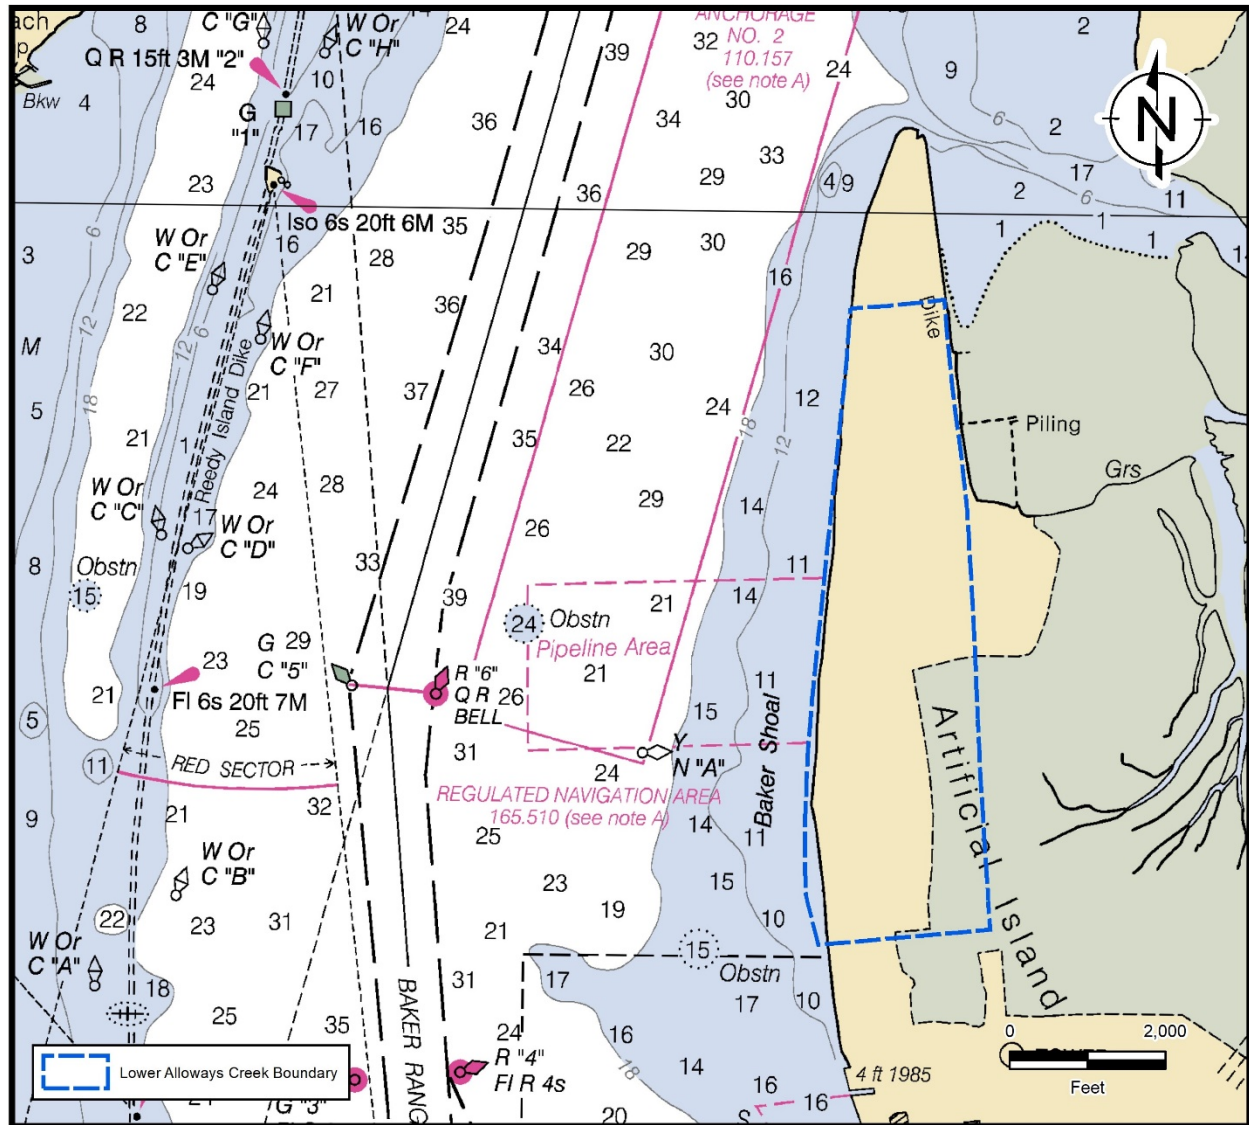 ach
p
8
C "G"
W Or
C "H"
14
24
39
ANCHORAGE
NO. 2
110.157
(see note A)
32
24
9
2
Q R 15ft 3M "2"
24
10
Bkw
4
G
"1"
17
16
36
34
30
33
6
2
17
N
23
36
29
4
9
2
6
11
Iso 6s 20ft 6M
35
1
1
1
6
3
W Or
C "E"
16
28
29
30
16
22
12
12
6
21
36
Dike
M
W Or
C "F"
34
30
Reedy Island Dike
18
5
21
27
37
26
24
12
21
1
35
22
18
12
Piling
Grs
W Or
C "C"
24
28
29
14
17
W Or
C "D"
26
8
Obstn
15
33
11
19
39
21
14
24
Obstn
Pipeline Area
G
C "5"
29
23
R "6"
Q R
BELL
26
21
11
21
Fl 6s 20ft 7M
5
25
15
Baker Shoal
Artificial Island
11
RED SECTOR
31
24
Y
N "A"
REGULATED NAVIGATION AREA
165.510 (see note A)
9
21
32
25
14
11
W Or
C "B"
23
15
22
23
31
19
10
21
W Or
C "A"
15
Obstn
18
31
17
17
10
25
35
BAKER RANG
24
R "4"
Fl R 4s
16
18
14
16
16
4 ft 1985
20
S
G "3"
Lower Alloways Creek Boundary
0
2,000
Feet